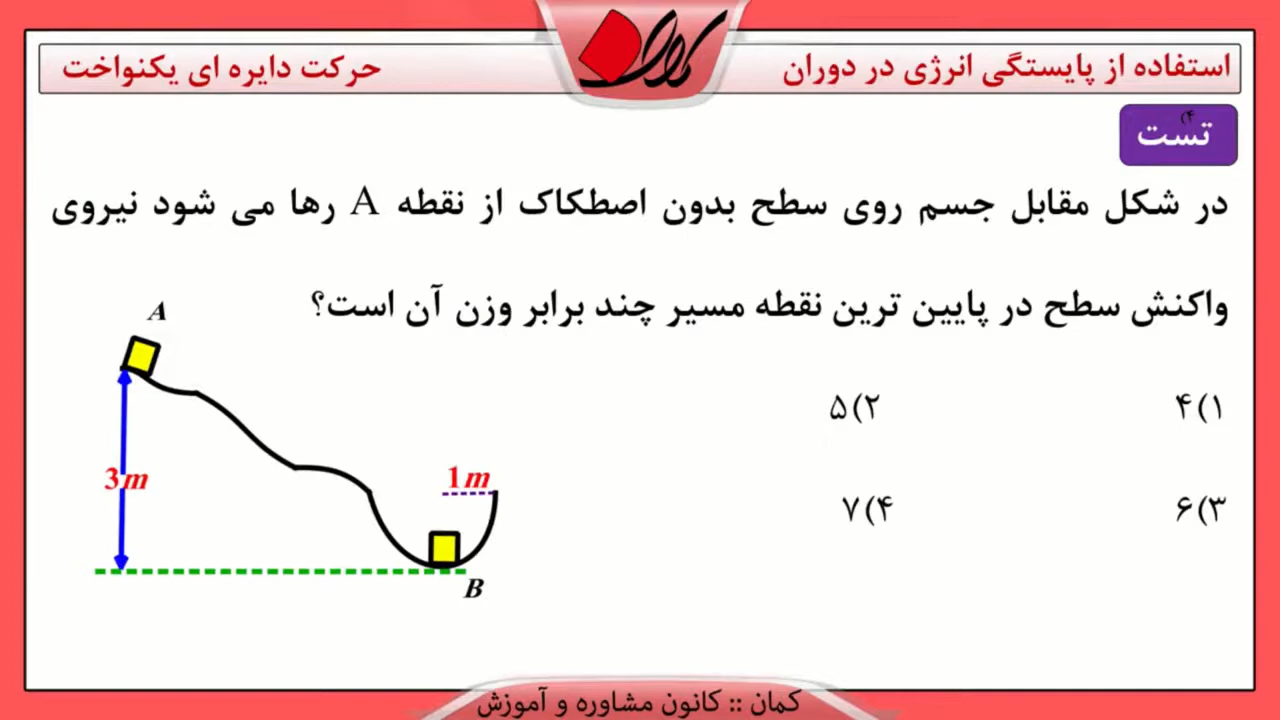 استفاده از پایستگی انرژی در دوران
حرکت دایره ای یکنواخت
تست
۴)
در شکل مقابل جسم روی سطح بدون اصطکاک از نقطه A رها می شود نیروی
واکنش سطح در پایین ترین نقطه مسیر چند برابر وزن آن است؟
۱)۴
۲)۵
۳)۶
۴)۷
A
3m
1m
B
کمان :: کانون مشاوره و آموزش